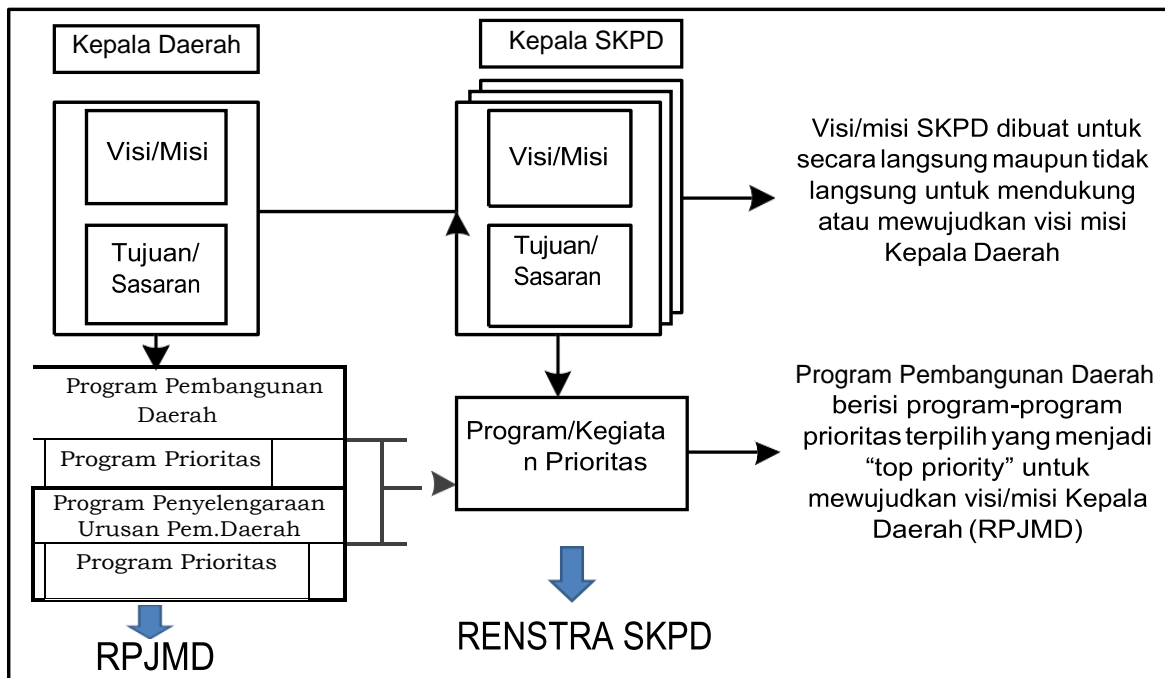 Kepala Daerah
Visi/Misi
Tujuan/
Sasaran
Program Pembangunan
Daerah
Program Prioritas
Program Penyelengaraan
Urusan Pem.Daerah
Program Prioritas
RPJMD
Kepala SKPD
Visi/Misi
Tujuan/
Sasaran
Program/Kegiata
n Prioritas
RENSTRA SKPD
Visi/misi SKPD dibuat untuk
secara langsung maupun tidak
langsung untuk mendukung
atau mewujudkan visi misi
Kepala Daerah
Program Pembangunan Daerah
berisi program-program
prioritas terpilih yang menjadi
“top priority” untuk
mewujudkan visi/misi Kepala
Daerah (RPJMD)